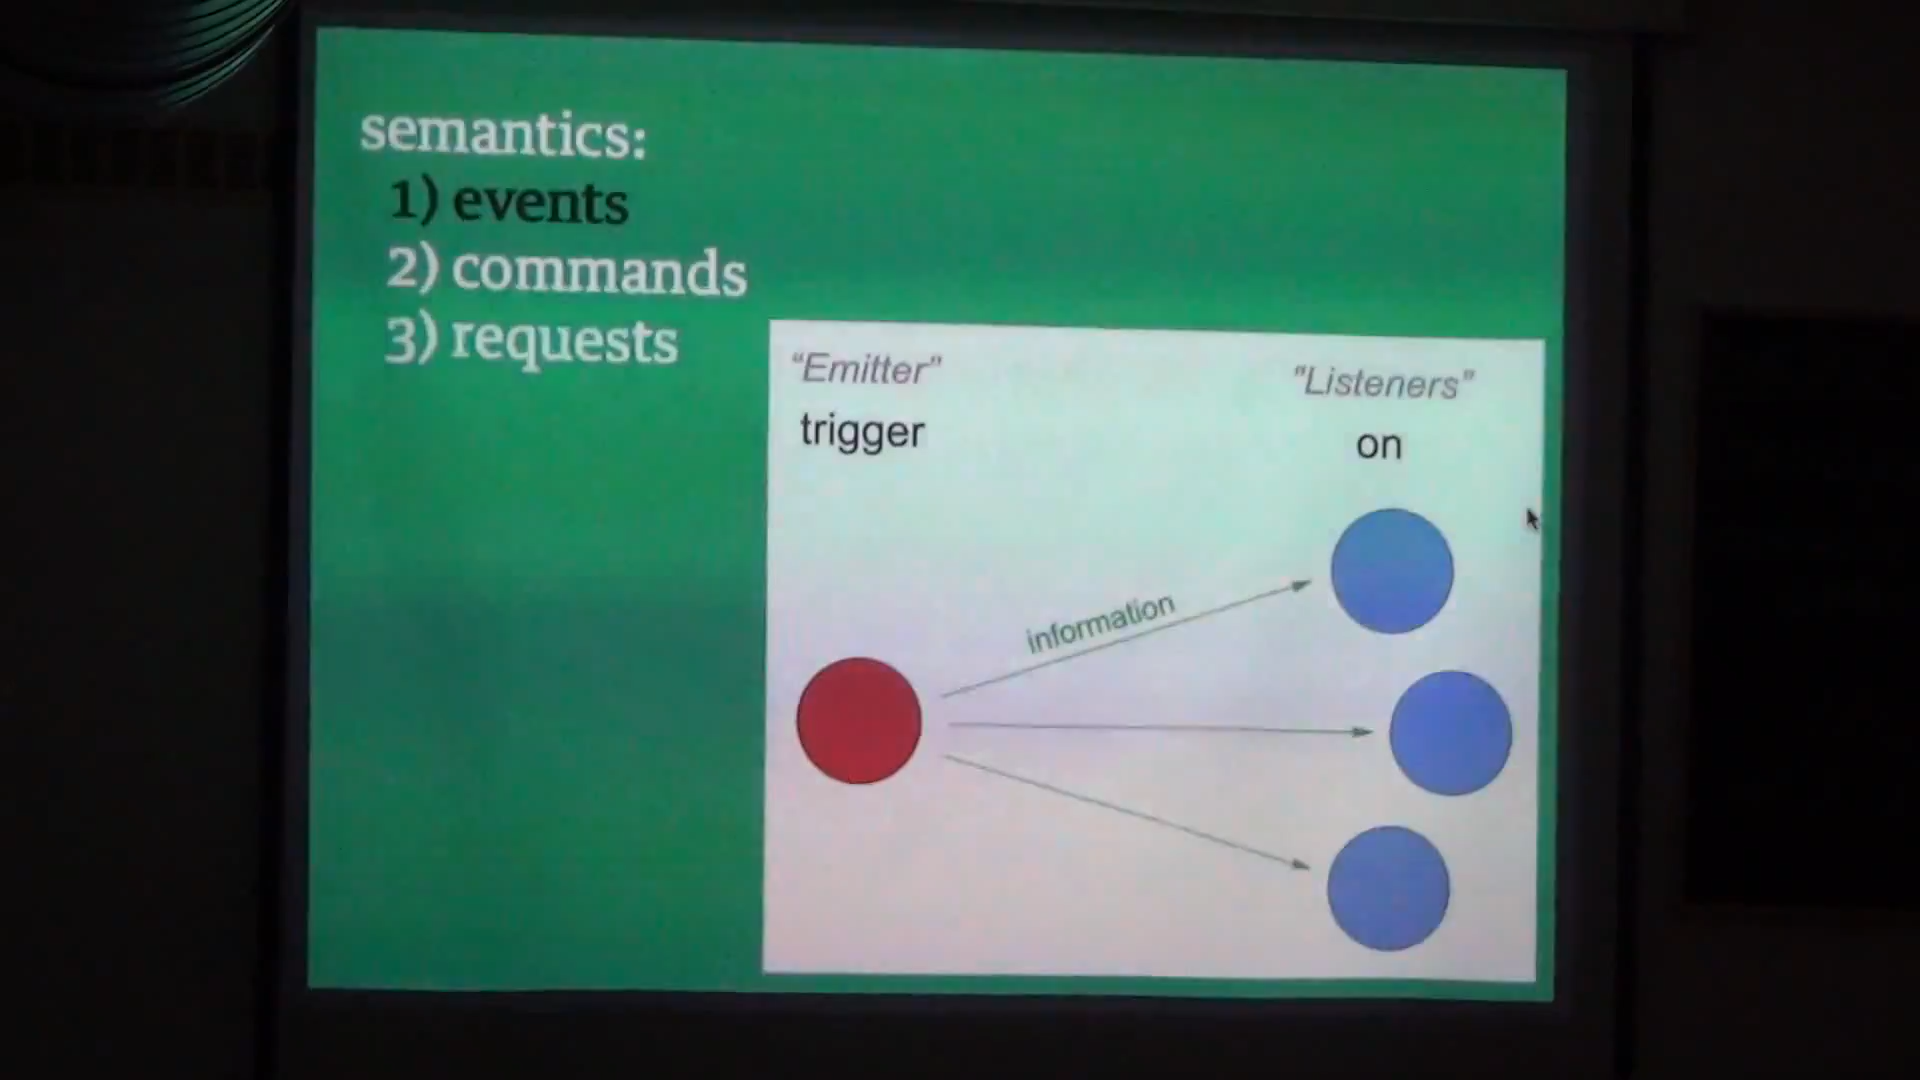 semantics:
1) events
2) commands
3) requests
“Emitter”
trigger
“Listeners”
on
information